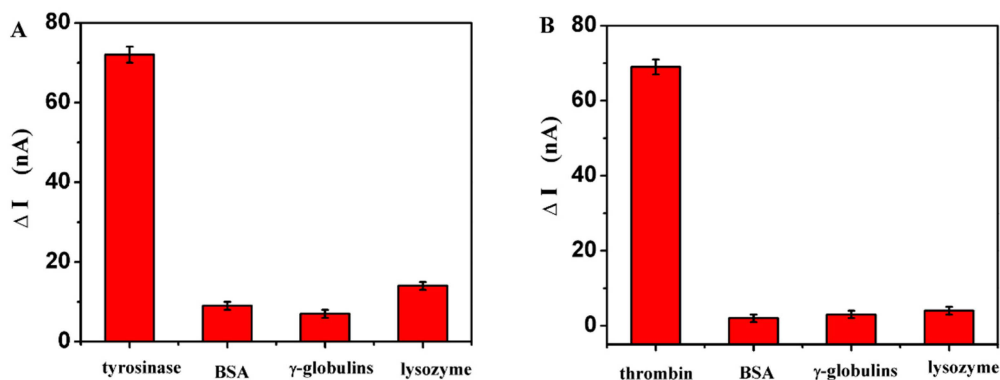 A
80
60
40
20
0
Δ I (nA)
tyrosinase BSA γ-globulins lysozyme
B
80
60
40
20
0
Δ I (nA)
thrombin BSA γ-globulins lysozyme